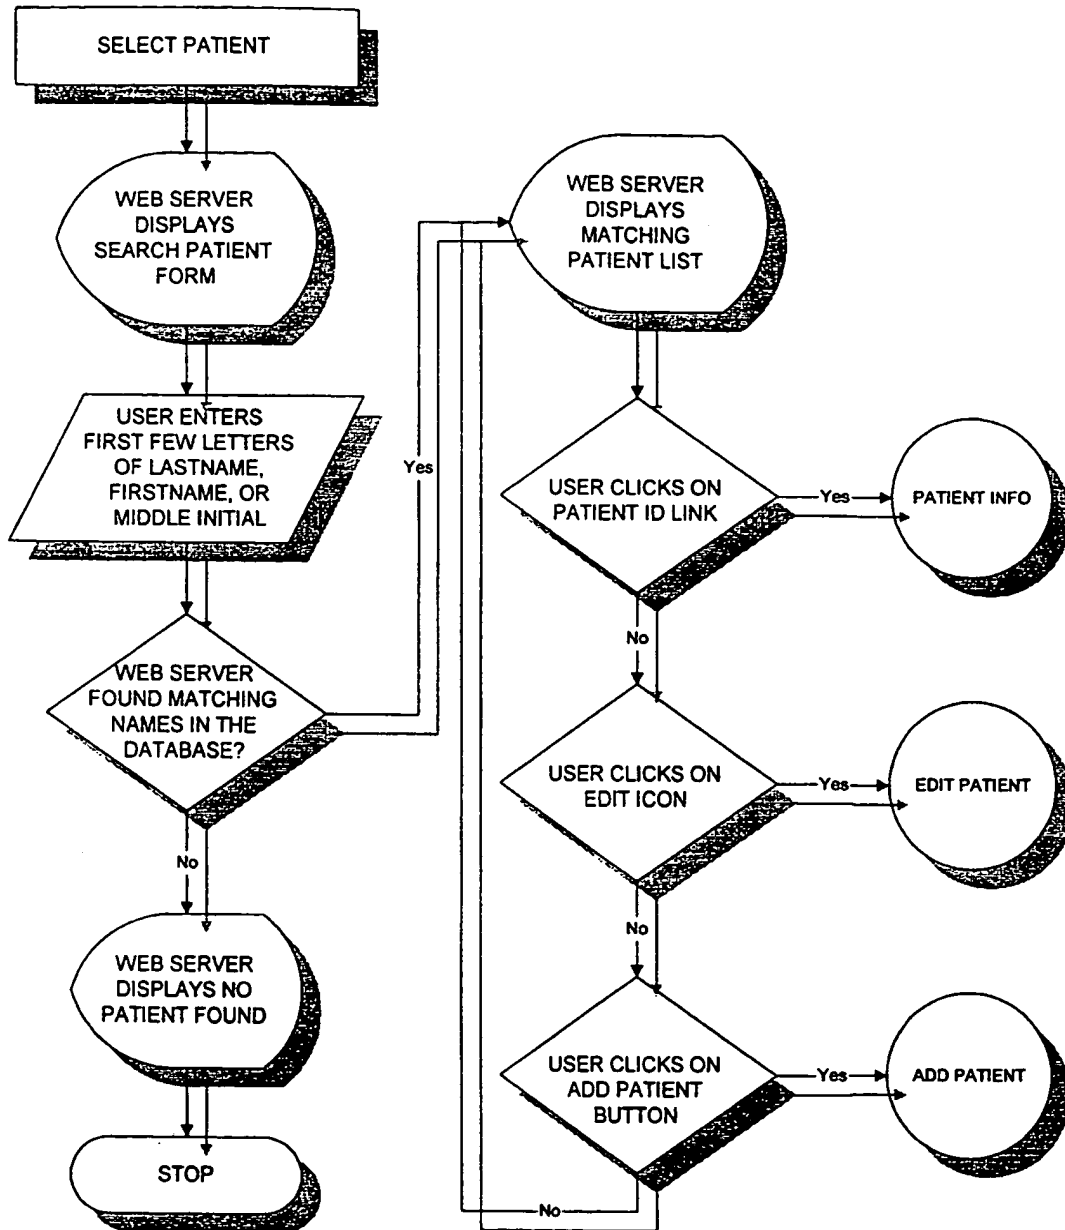 SELECT PATIENT
WEB SERVER
DISPLAYS
SEARCH PATIENT
FORM
USER ENTERS
FIRST FEW LETTERS
OF LASTNAME,
FIRSTNAME, OR
MIDDLE INITIAL
WEB SERVER
FOUND MATCHING
NAMES IN THE
DATABASE?
Yes
No
WEB SERVER
DISPLAYS NO
PATIENT FOUND
STOP
WEB SERVER
DISPLAYS
MATCHING
PATIENT LIST
USER CLICKS ON
PATIENT ID LINK
Yes
PATIENT INFO
No
USER CLICKS ON
EDIT ICON
Yes
EDIT PATIENT
No
USER CLICKS ON
ADD PATIENT
BUTTON
Yes
ADD PATIENT
No